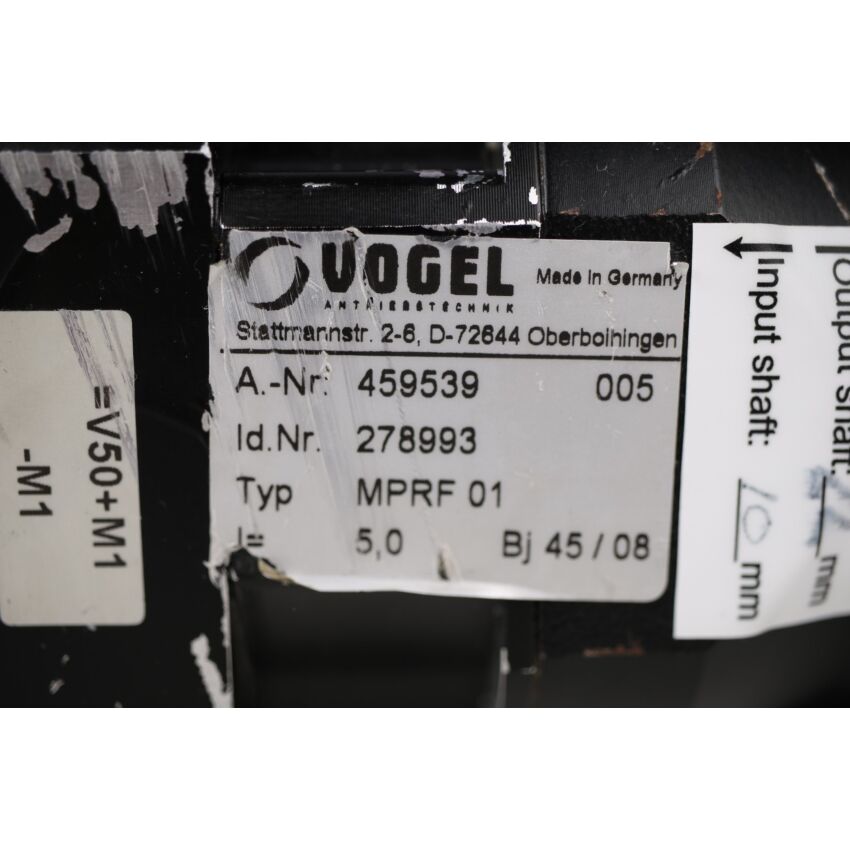 VOGEL
Made in Germany
ANTRIEBSTECHNIK
Stattmannstr. 2-6, D-72644 Oberboihingen
A.-Nr. 459539 005
Id.Nr. 278993
Typ MPRF 01
I= 5,0 Bj 45 / 08
=V50+M1
-M1
Output shaft: mm
Input shaft: 10 mm